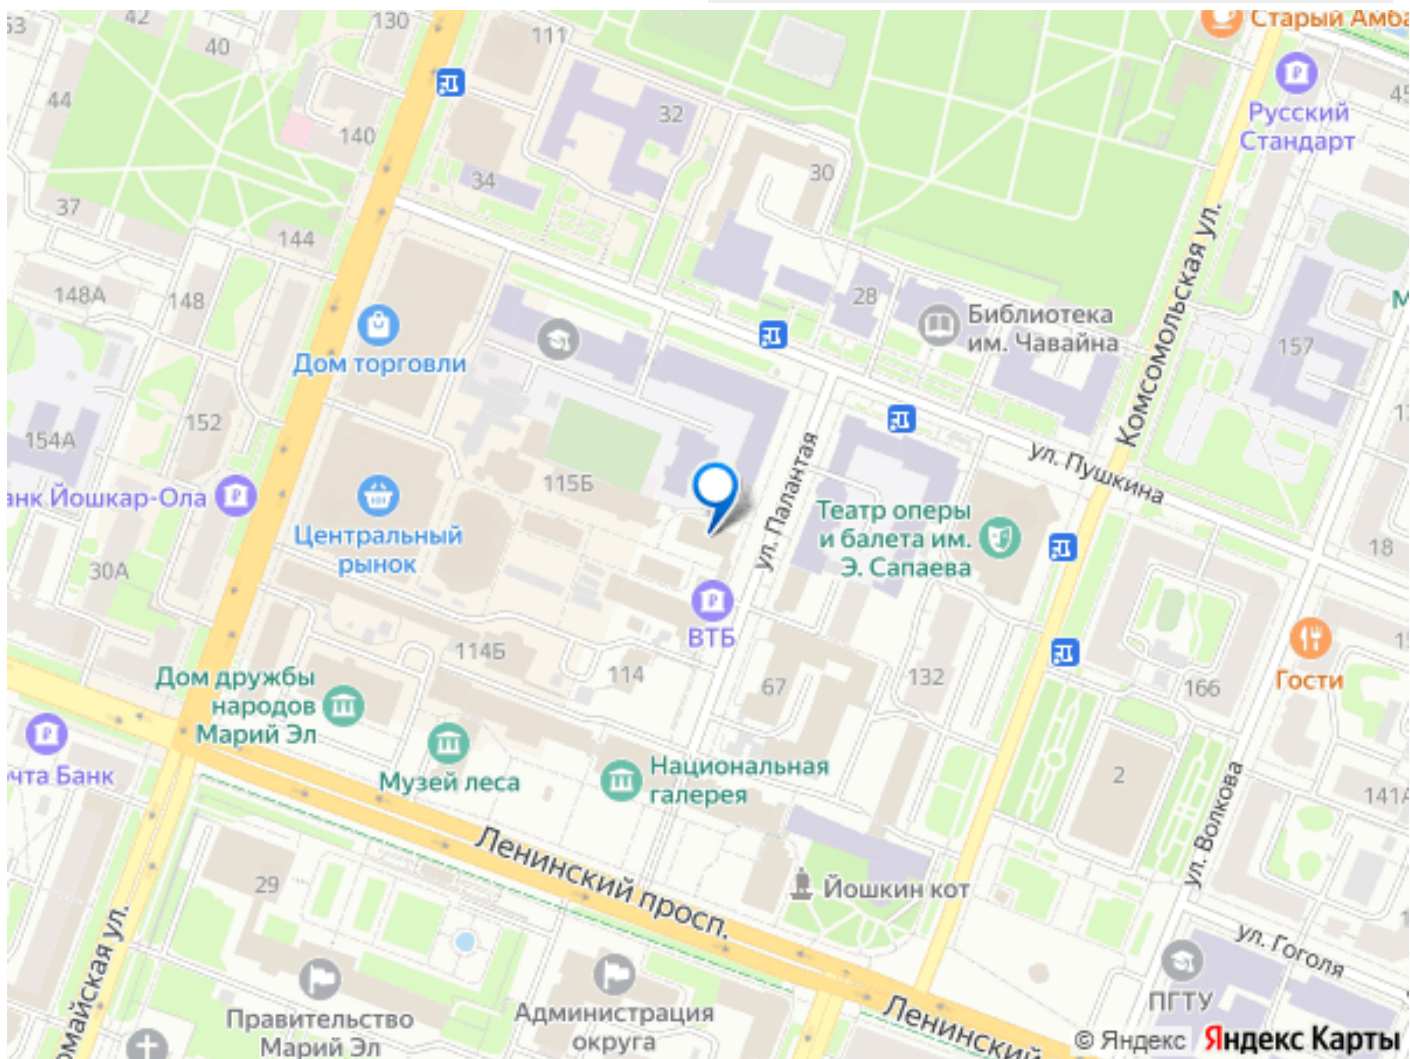 42
130
111
Старый Амба
53
40
44
32
45
Русский
Стандарт
140
34
30
37
144
148А
148
28
Библиотека
им. Чавайна
Комсомольская ул.
157
Дом торговли
152
154А
ул. Пушкина
ул. Палантая
115Б
анк Йошкар-Ола
Центральный
рынок
Театр оперы
и балета им.
Э. Сапаева
18
30А
ВТБ
114Б
114
67
132
166
Гости
Дом дружбы
народов
Марий Эл
Музей леса
Национальная
галерея
очта Банк
2
141А
ул. Волкова
Ленинский просп.
29
Йошкин кот
ул. Гоголя
омайская ул.
Правительство
Марий Эл
Администрация
округа
ПГТУ
Ленинский
© Яндекс Яндекс Карты